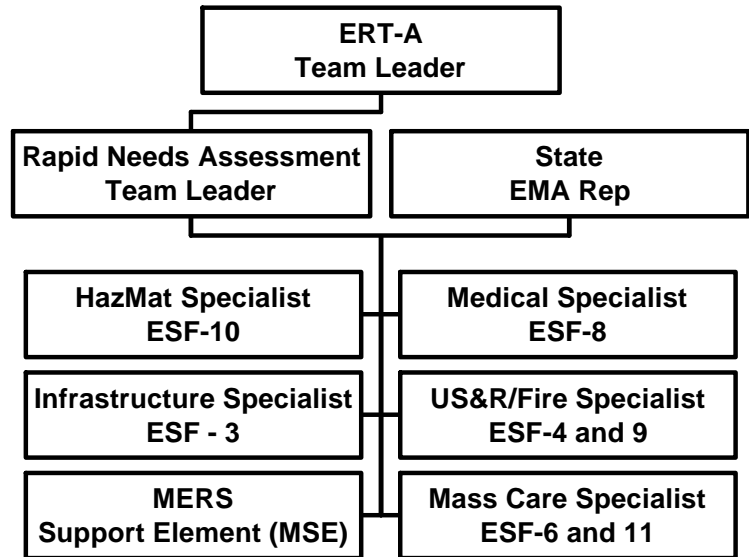 ERT-A
Team Leader
Rapid Needs Assessment
Team Leader
State
EMA Rep
HazMat Specialist
ESF-10
Medical Specialist
ESF-8
Infrastructure Specialist
ESF - 3
US&R/Fire Specialist
ESF-4 and 9
MERS
Support Element (MSE)
Mass Care Specialist
ESF-6 and 11